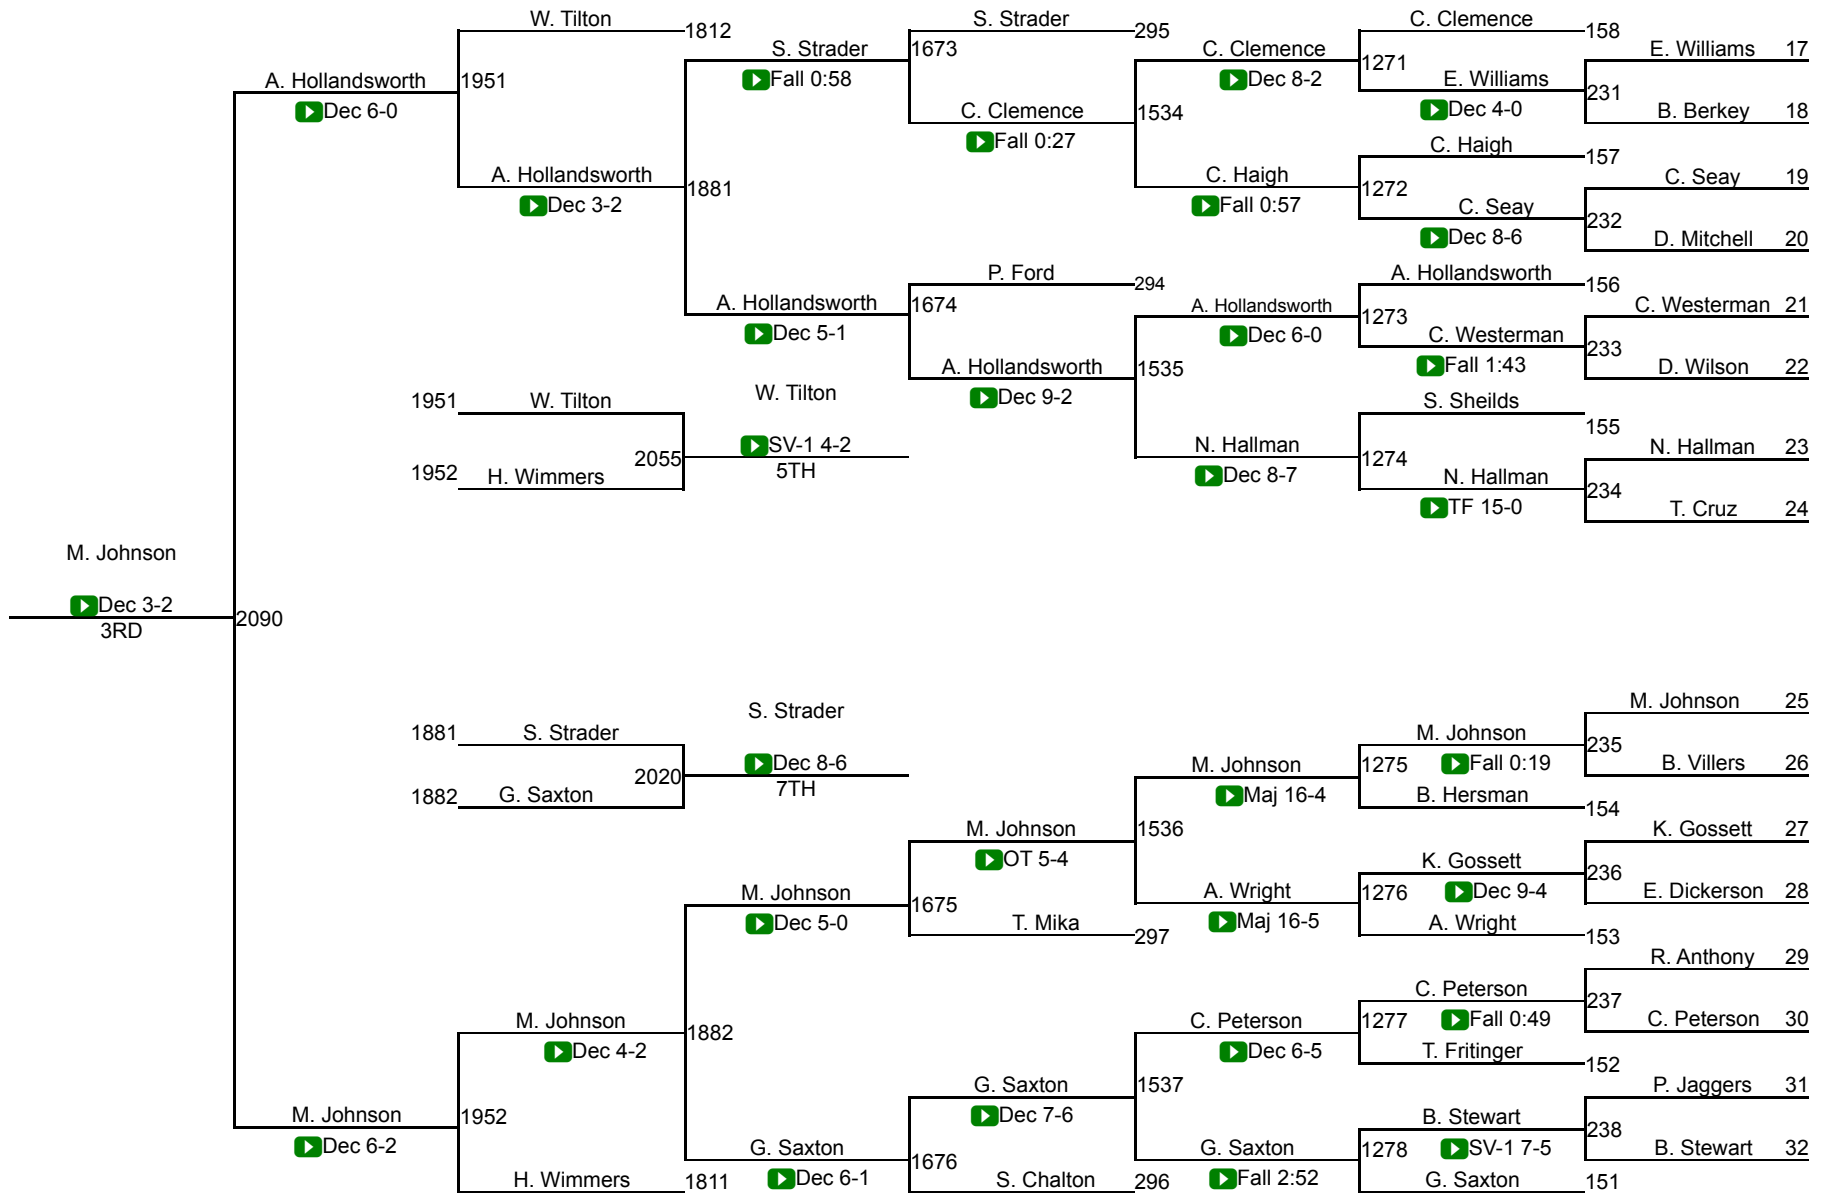 W. Tilton
1812
S. Strader
295
C. Clemence
158
A. Hollandsworth
Dec 6-0
1951
S. Strader
Fall 0:58
1673
C. Clemence
Dec 8-2
1271
E. Williams 17
E. Williams
Dec 4-0
231
B. Berkey 18
C. Clemence
Fall 0:27
1534
C. Haigh
157
C. Seay 19
A. Hollandsworth
Dec 3-2
1881
C. Haigh
Fall 0:57
1272
C. Seay
Dec 8-6
232
D. Mitchell 20
P. Ford
294
A. Hollandsworth
156
A. Hollandsworth
Dec 5-1
1674
A. Hollandsworth
Dec 6-0
1273
C. Westerman 21
C. Westerman
Fall 1:43
233
D. Wilson 22
A. Hollandsworth
Dec 9-2
1535
1951
W. Tilton
W. Tilton
S. Sheilds
155
2055
SV-1 4-2
5TH
N. Hallman
Dec 8-7
1274
N. Hallman 23
1952
H. Wimmers
N. Hallman
TF 15-0
234
T. Cruz 24
M. Johnson
Dec 3-2
3RD
2090
S. Strader
1881
S. Strader
2020
Dec 8-6
7TH
1882
G. Saxton
M. Johnson 25
M. Johnson
Fall 0:19
235
B. Villers 26
M. Johnson
Maj 16-4
1275
B. Hersman
154
M. Johnson
OT 5-4
1536
K. Gossett 27
K. Gossett
Dec 9-4
236
E. Dickerson 28
M. Johnson
Dec 5-0
1675
A. Wright
Maj 16-5
1276
T. Mika
297
A. Wright
153
R. Anthony 29
C. Peterson
Fall 0:49
237
C. Peterson 30
M. Johnson
Dec 4-2
1882
C. Peterson
Dec 6-5
1277
T. Fritinger
152
G. Saxton
Dec 7-6
1537
P. Jaggers 31
M. Johnson
Dec 6-2
1952
B. Stewart
SV-1 7-5
238
B. Stewart 32
G. Saxton
Dec 6-1
1676
G. Saxton
Fall 2:52
1278
H. Wimmers
1811
S. Chalton
296
G. Saxton
151